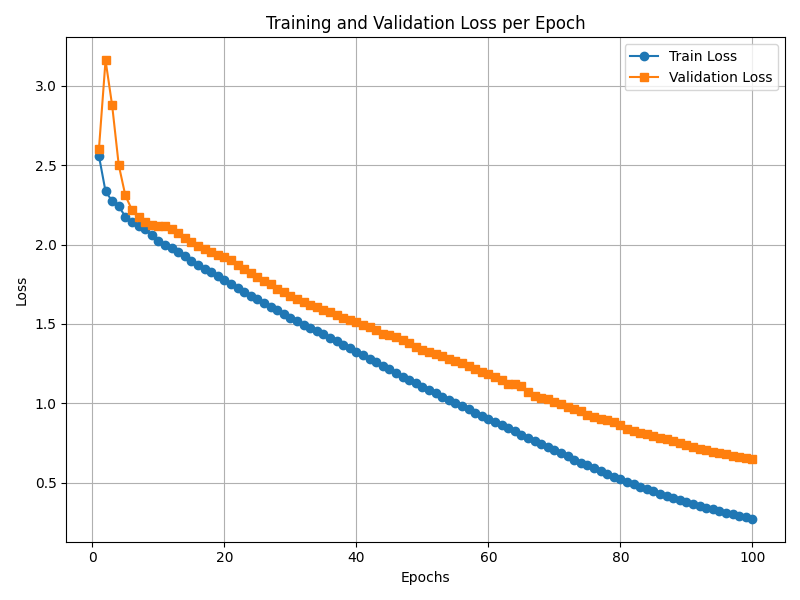 Training and Validation Loss per Epoch
Train Loss
Validation Loss
3.0
2.5
2.0
1.5
1.0
0.5
Loss
0 20 40 60 80 100
Epochs